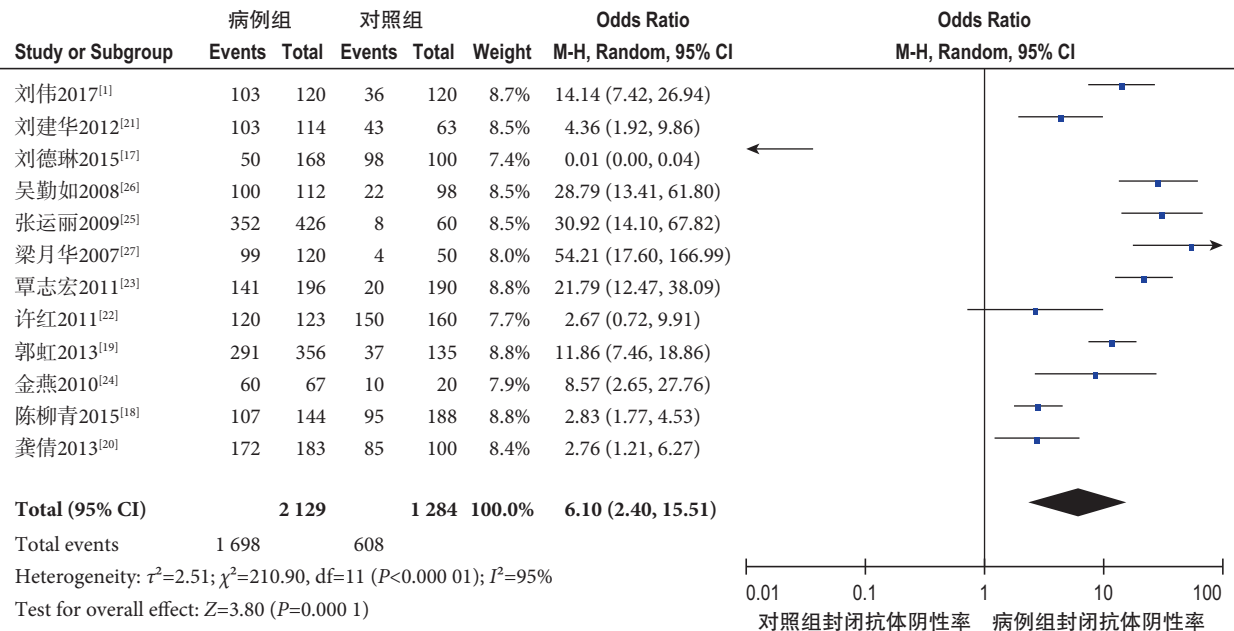 病例组 对照组 Odds Ratio Odds Ratio
Study or Subgroup Events Total Events Total Weight M-H, Random, 95% CI M-H, Random, 95% CI
刘伟2017[1] 103 120 36 120 8.7% 14.14 (7.42, 26.94)
刘建华2012[21] 103 114 43 63 8.5% 4.36 (1.92, 9.86)
刘德琳2015[17] 50 168 98 100 7.4% 0.01 (0.00, 0.04)
吴勤如2008[26] 100 112 22 98 8.5% 28.79 (13.41, 61.80)
张运丽2009[25] 352 426 8 60 8.5% 30.92 (14.10, 67.82)
梁月华2007[27] 99 120 4 50 8.0% 54.21 (17.60, 166.99)
覃志宏2011[23] 141 196 20 190 8.8% 21.79 (12.47, 38.09)
许红2011[22] 120 123 150 160 7.7% 2.67 (0.72, 9.91)
郭虹2013[19] 291 356 37 135 8.8% 11.86 (7.46, 18.86)
金燕2010[24] 60 67 10 20 7.9% 8.57 (2.65, 27.76)
陈柳青2015[18] 107 144 95 188 8.8% 2.83 (1.77, 4.53)
龚倩2013[20] 172 183 85 100 8.4% 2.76 (1.21, 6.27)
Total (95% CI) 2 129 1 284 100.0% 6.10 (2.40, 15.51)
Total events 1 698 608
Heterogeneity: τ²=2.51; χ²=210.90, df=11 (P<0.000 01); I²=95%
Test for overall effect: Z=3.80 (P=0.000 1)
0.01 0.1 1 10 100
对照组封闭抗体阴性率 病例组封闭抗体阴性率